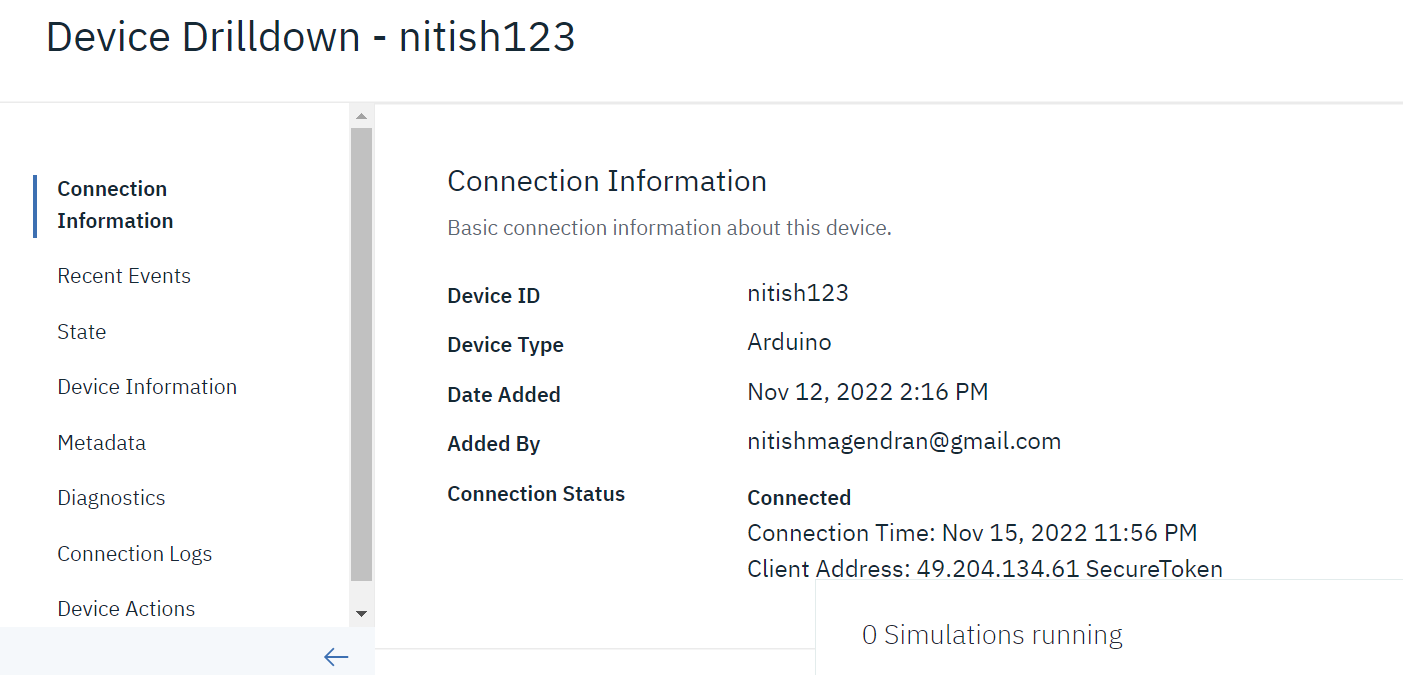 Device Drilldown - nitish123
Connection
Information
Recent Events
State
Device Information
Metadata
Diagnostics
Connection Logs
Device Actions
Connection Information
Basic connection information about this device.
Device ID nitish123
Device Type Arduino
Date Added Nov 12, 2022 2:16 PM
Added By nitishmagendran@gmail.com
Connection Status Connected
Connection Time: Nov 15, 2022 11:56 PM
Client Address: 49.204.134.61 SecureToken
0 Simulations running